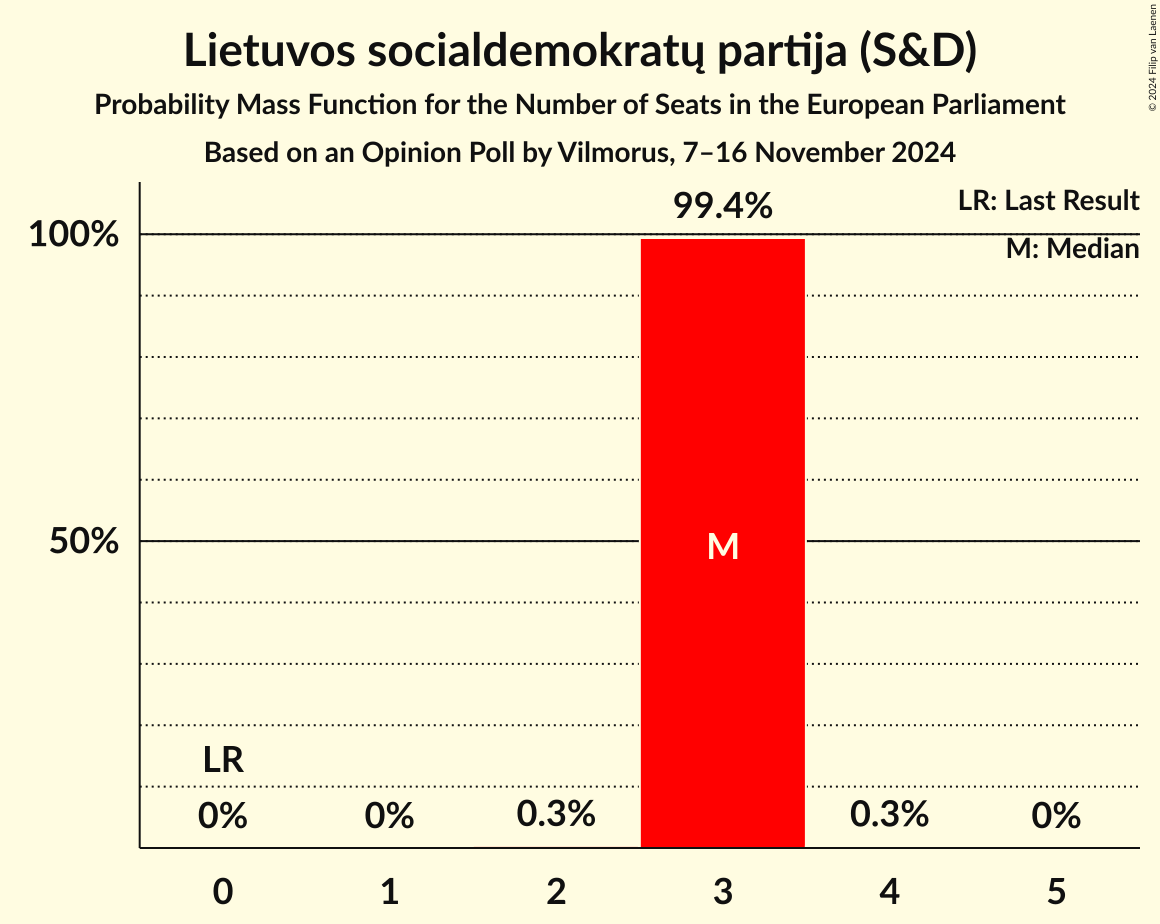 Lietuvos socialdemokratų partija (S&D)
Probability Mass Function for the Number of Seats in the European Parliament
Based on an Opinion Poll by Vilmorus, 7–16 November 2024
© 2024 Filip van Laenen
LR: Last Result
M: Median
99.4%
100%
50%
M
LR
0%
0%
0.3%
0.3%
0%
0
1
2
3
4
5